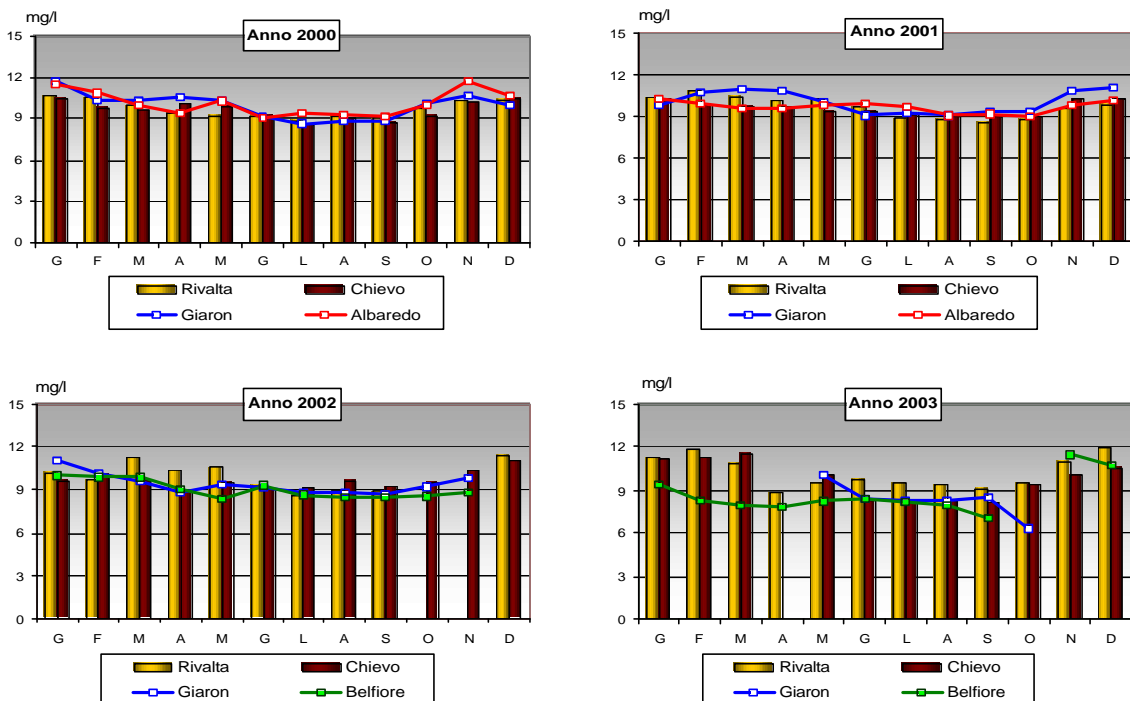 mg/l
Anno 2000
15
12
9
6
3
0
G F M A M G L A S O N D
Rivalta Chievo
Giaron Albaredo
mg/l
Anno 2001
15
12
9
6
3
0
G F M A M G L A S O N D
Rivalta Chievo
Giaron Albaredo
mg/l
Anno 2002
15
12
9
6
3
0
G F M A M G L A S O N D
Rivalta Chievo
Giaron Belfiore
mg/l
Anno 2003
15
12
9
6
3
0
G F M A M G L A S O N D
Rivalta Chievo
Giaron Belfiore